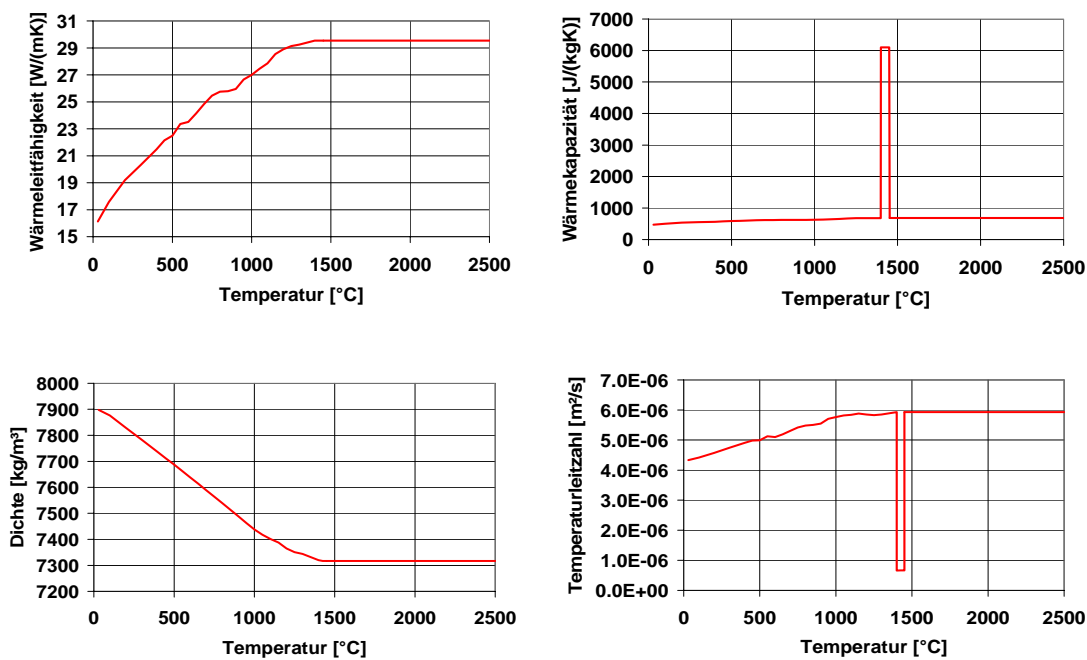 Wärmeleitfähigkeit [W/(mK)]
31
29
27
25
23
21
19
17
15
0 500 1000 1500 2000 2500
Temperatur [°C]
Wärmekapazität [J/(kgK)]
7000
6000
5000
4000
3000
2000
1000
0
0 500 1000 1500 2000 2500
Temperatur [°C]
Dichte [kg/m³]
8000
7900
7800
7700
7600
7500
7400
7300
7200
0 500 1000 1500 2000 2500
Temperatur [°C]
Temperaturleitzahl [m²/s]
7.0E-06
6.0E-06
5.0E-06
4.0E-06
3.0E-06
2.0E-06
1.0E-06
0.0E+00
0 500 1000 1500 2000 2500
Temperatur [°C]